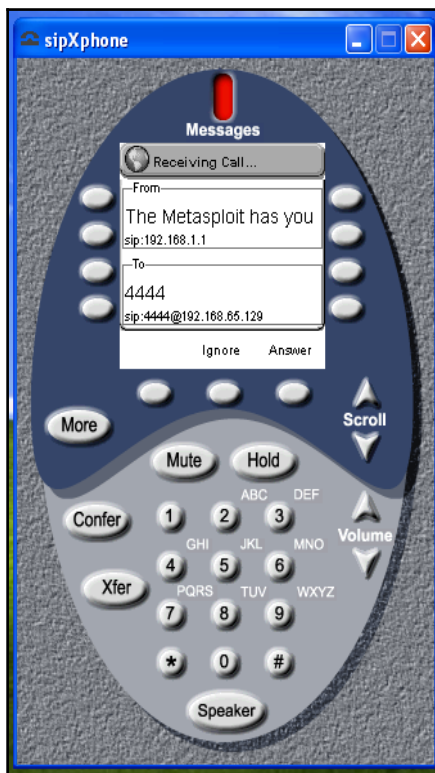 sipXphone
Messages
Receiving Call...
From
The Metasploit has you
sip:192.168.1.1
To
4444
sip:4444@192.168.65.129
Ignore Answer
More
Scroll
Mute Hold
ABC DEF
Confer 1 2 3
Volume
GHI JKL MNO
4 5 6
Xfer
PQRS TUV WXYZ
7 8 9
* 0 #
Speaker